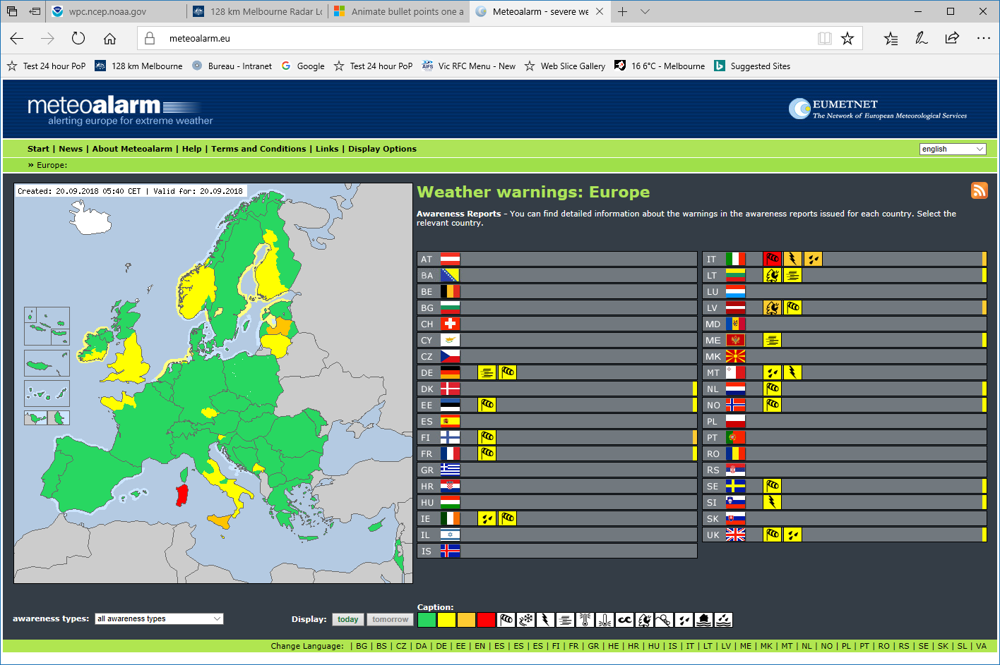 wpc.ncep.noaa.gov
128 km Melbourne Radar Lo
Animate bullet points one a
Meteoalarm - severe we
meteoalarm.eu
Test 24 hour PoP
128 km Melbourne
Bureau - Intranet
Google
Test 24 hour PoP
Vic RFC Menu - New
Web Slice Gallery
16 6°C - Melbourne
Suggested Sites
meteoalarm
alerting europe for extreme weather
EUMETNET
The Network of European Meteorological Services
Start | News | About Meteoalarm | Help | Terms and Conditions | Links | Display Options
english
» Europe:
Created: 20.09.2018 05:40 CET | Valid for: 20.09.2018
Weather warnings: Europe
Awareness Reports - You can find detailed information about the warnings in the awareness reports issued for each country. Select the
relevant country.
AT
BA
BE
BG
CH
CY
CZ
DE
DK
EE
ES
FI
FR
GR
HR
HU
IE
IL
IS
IT
LT
LU
LV
MD
ME
MK
MT
NL
NO
PL
PT
RO
RS
SE
SI
SK
UK
Caption:
awareness types:
all awareness types
Display:
today
tomorrow
Change Language: | BG | BS | CZ | DA | DE | EE | EN | ES | ES | ES | FI | FR | GR | HE | HR | HU | IS | IT | LT | LV | ME | MK | MT | NL | NO | PL | PT | RO | RS | SE | SK | SL | VA